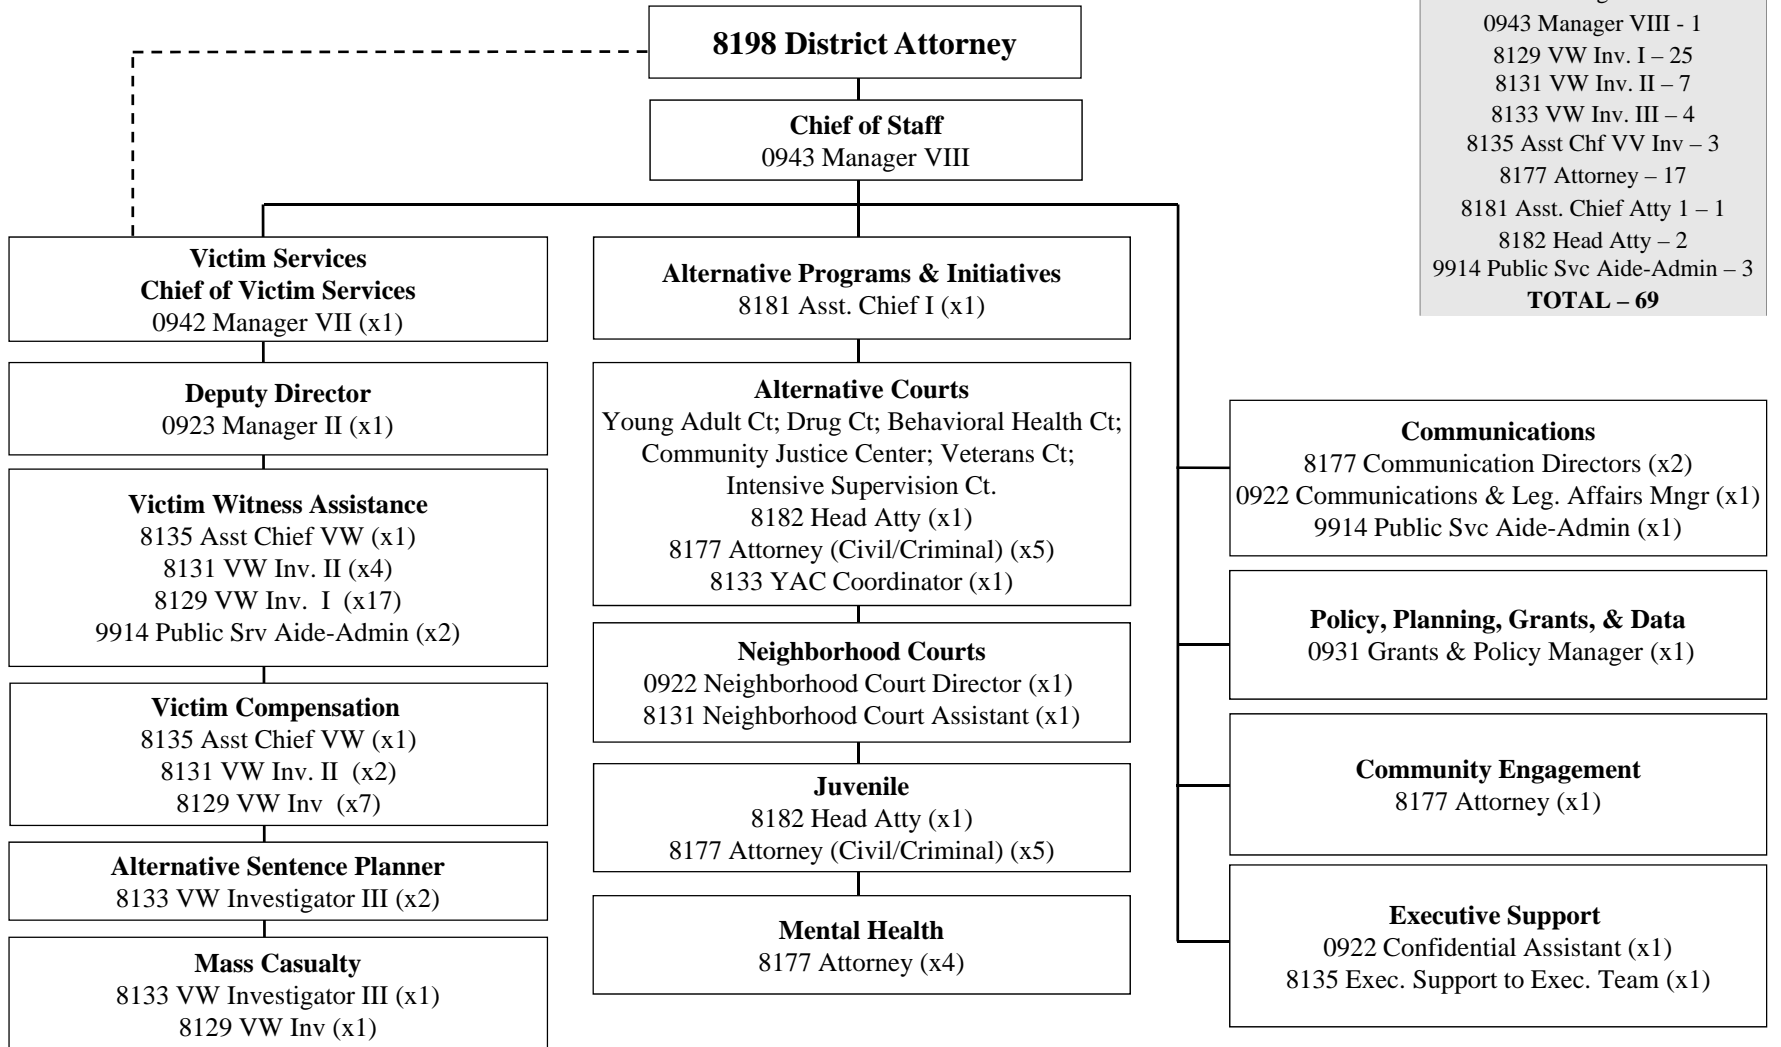 8198 District Attorney
Chief of Staff
0943 Manager VIII
Victim Services
Chief of Victim Services
0942 Manager VII (x1)
Deputy Director
0923 Manager II (x1)
Victim Witness Assistance
8135 Asst Chief VW (x1)
8131 VW Inv. II (x4)
8129 VW Inv. I (x17)
9914 Public Srv Aide-Admin (x2)
Victim Compensation
8135 Asst Chief VW (x1)
8131 VW Inv. II (x2)
8129 VW Inv (x7)
Alternative Sentence Planner
8133 VW Investigator III (x2)
Mass Casualty
8133 VW Investigator III (x1)
8129 VW Inv (x1)
Alternative Programs & Initiatives
8181 Asst. Chief I (x1)
Alternative Courts
Young Adult Ct; Drug Ct; Behavioral Health Ct;
Community Justice Center; Veterans Ct;
Intensive Supervision Ct.
8182 Head Atty (x1)
8177 Attorney (Civil/Criminal) (x5)
8133 YAC Coordinator (x1)
Neighborhood Courts
0922 Neighborhood Court Director (x1)
8131 Neighborhood Court Assistant (x1)
Juvenile
8182 Head Atty (x1)
8177 Attorney (Civil/Criminal) (x5)
Mental Health
8177 Attorney (x4)
Communications
8177 Communication Directors (x2)
0922 Communications & Leg. Affairs Mngr (x1)
9914 Public Svc Aide-Admin (x1)
Policy, Planning, Grants, & Data
0931 Grants & Policy Manager (x1)
Community Engagement
8177 Attorney (x1)
Executive Support
0922 Confidential Assistant (x1)
8135 Exec. Support to Exec. Team (x1)
0943 Manager VIII - 1
8129 VW Inv. I – 25
8131 VW Inv. II – 7
8133 VW Inv. III – 4
8135 Asst Chf VV Inv – 3
8177 Attorney – 17
8181 Asst. Chief Atty 1 – 1
8182 Head Atty – 2
9914 Public Svc Aide-Admin – 3
TOTAL – 69